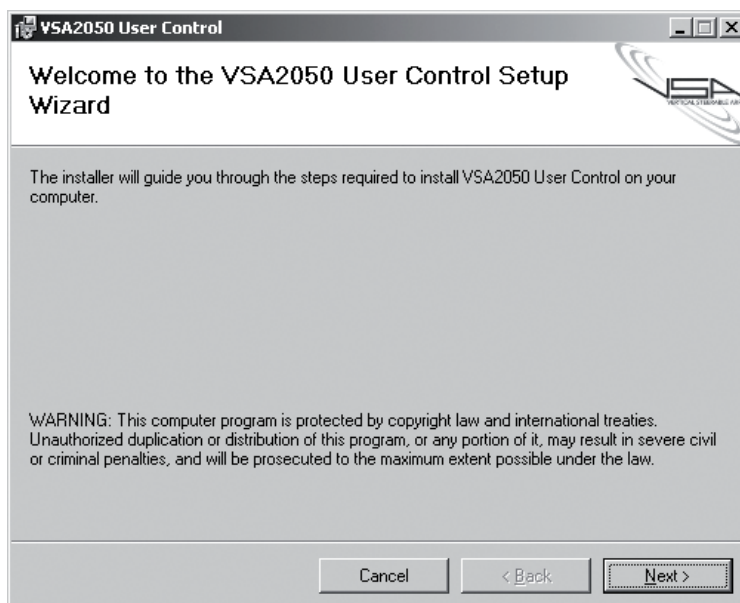 VSA2050 User Control
Welcome to the VSA2050 User Control Setup
Wizard
VSA
The installer will guide you through the steps required to install VSA2050 User Control on your
computer.
WARNING: This computer program is protected by copyright law and international treaties.
Unauthorized duplication or distribution of this program, or any portion of it, may result in severe civil
or criminal penalties, and will be prosecuted to the maximum extent possible under the law.
Cancel
< Back
Next >